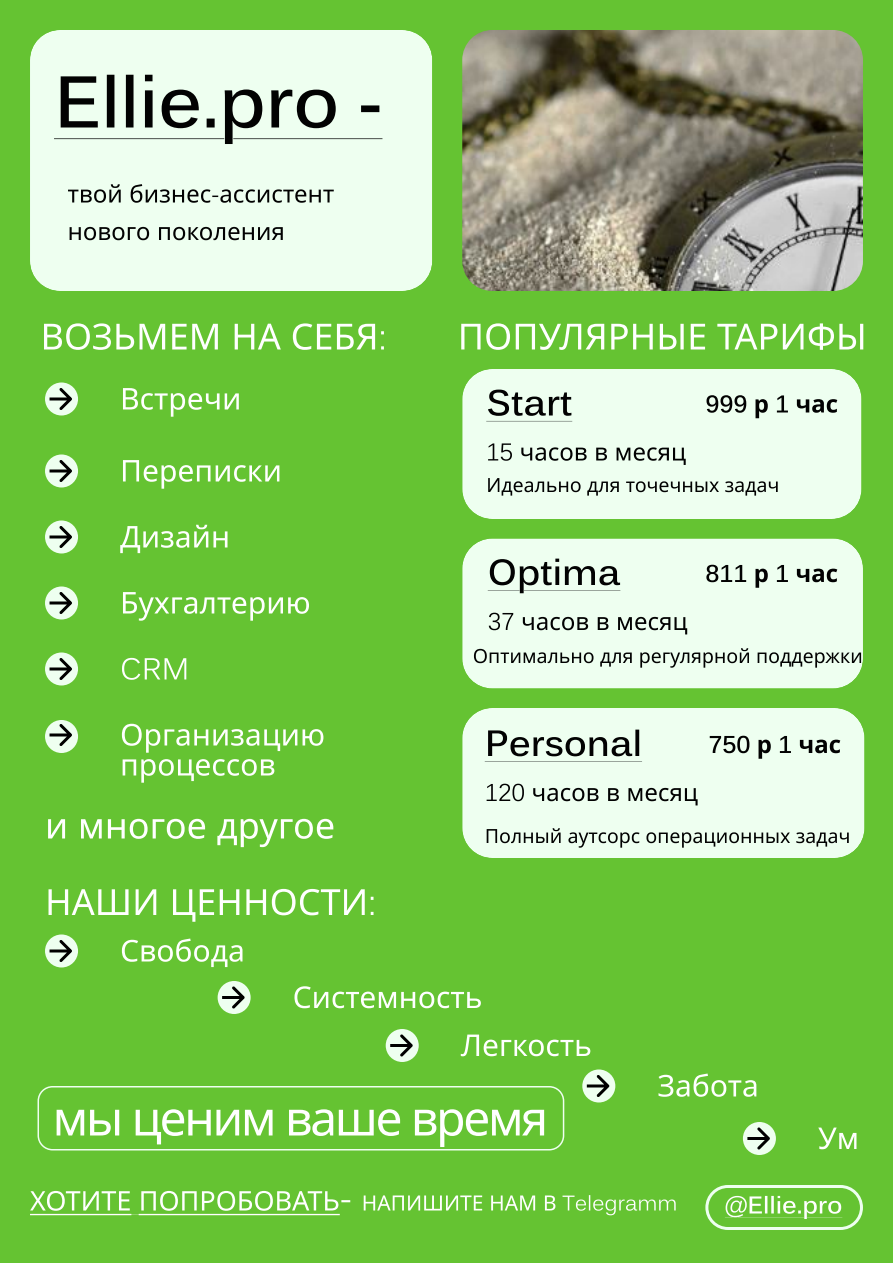 Ellie.pro -
твой бизнес-ассистент
нового поколения
ВОЗЬМЕМ НА СЕБЯ:
Встречи
Переписки
Дизайн
Бухгалтерию
CRM
Организацию
процессов
и многое другое
ПОПУЛЯРНЫЕ ТАРИФЫ
Start 999 р 1 час
15 часов в месяц
Идеально для точечных задач
Optima 811 р 1 час
37 часов в месяц
Оптимально для регулярной поддержки
Personal 750 р 1 час
120 часов в месяц
Полный аутсорс операционных задач
НАШИ ЦЕННОСТИ:
Свобода
Системность
Легкость
Забота
Ум
мы ценим ваше время
ХОТИТЕ ПОПРОБОВАТЬ- НАПИШИТЕ НАМ В Telegramm @Ellie.pro